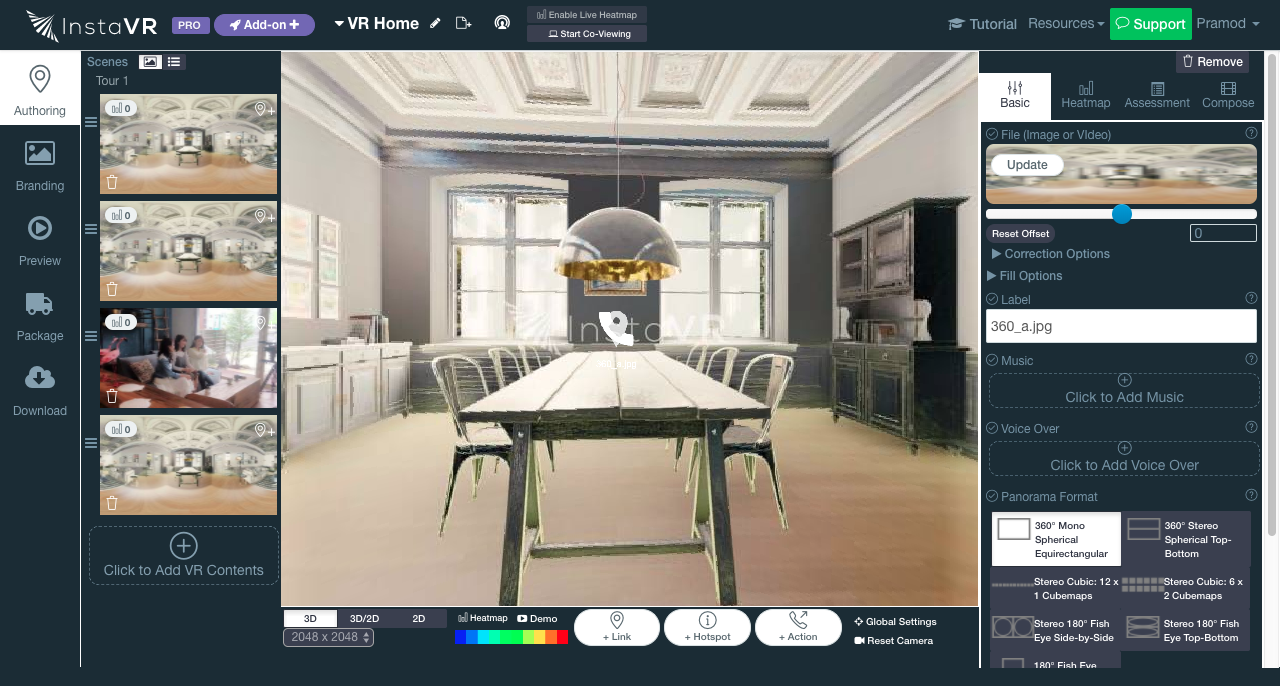 InstaVR
PRO
Add-on
VR Home
Enable Live Heatmap
Start Co-Viewing
Tutorial
Resources
Support
Pramod
Authoring
Branding
Preview
Package
Download
Scenes
Tour 1
0
0
0
0
Click to Add VR Contents
InstaVR
3D
3D/2D
2D
2048 x 2048
Heatmap
Demo
+ Link
+ Hotspot
+ Action
Global Settings
Reset Camera
Remove
Basic
Heatmap
Assessment
Compose
File (Image or VIdeo)
Update
Reset Offset
0
Correction Options
Fill Options
Label
360_a.jpg
Music
Click to Add Music
Voice Over
Click to Add Voice Over
Panorama Format
360° Mono
Spherical
Equirectangular
360° Stereo
Spherical Top-
Bottom
Stereo Cubic: 12 x
1 Cubemaps
Stereo Cubic: 6 x
2 Cubemaps
Stereo 180° Fish
Eye Side-by-Side
Stereo 180° Fish
Eye Top-Bottom
180° Fish Eye